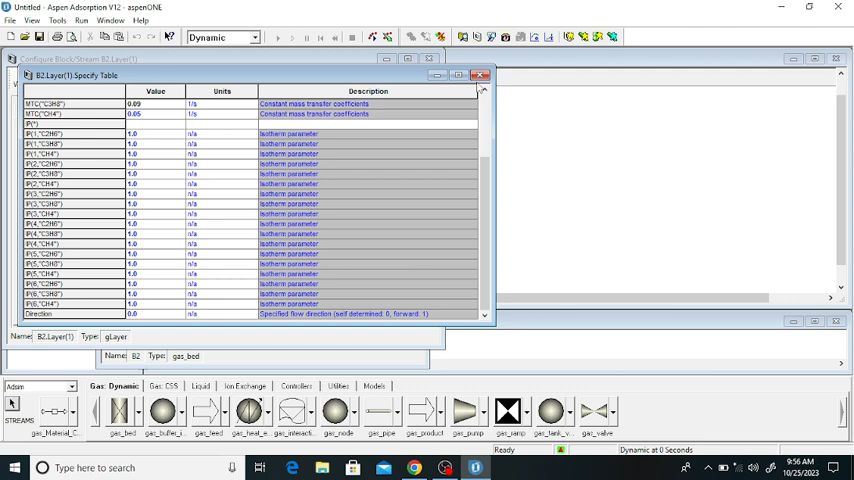 Untitled - Aspen Adsorption V12 - aspenONE
File View Tools Run Window Help
Dynamic
Configure Block/Stream B2.Layer(1)
B2.Layer(1).Specify Table
Value Units Description
MTC("C3H8") 0.09 1/s Constant mass transfer coefficients
MTC("CH4") 0.05 1/s Constant mass transfer coefficients
IP(*)
IP(1,"C2H6") 1.0 n/a Isotherm parameter
IP(1,"C3H8") 1.0 n/a Isotherm parameter
IP(1,"CH4") 1.0 n/a Isotherm parameter
IP(2,"C2H6") 1.0 n/a Isotherm parameter
IP(2,"C3H8") 1.0 n/a Isotherm parameter
IP(2,"CH4") 1.0 n/a Isotherm parameter
IP(3,"C2H6") 1.0 n/a Isotherm parameter
IP(3,"C3H8") 1.0 n/a Isotherm parameter
IP(3,"CH4") 1.0 n/a Isotherm parameter
IP(4,"C2H6") 1.0 n/a Isotherm parameter
IP(4,"C3H8") 1.0 n/a Isotherm parameter
IP(4,"CH4") 1.0 n/a Isotherm parameter
IP(5,"C2H6") 1.0 n/a Isotherm parameter
IP(5,"C3H8") 1.0 n/a Isotherm parameter
IP(5,"CH4") 1.0 n/a Isotherm parameter
IP(6,"C2H6") 1.0 n/a Isotherm parameter
IP(6,"C3H8") 1.0 n/a Isotherm parameter
IP(6,"CH4") 1.0 n/a Isotherm parameter
Direction 0.0 n/a Specified flow direction (self determined: 0, forward: 1)
Name: B2.Layer(1) Type: gLayer
Name: B2 Type: gas_bed
Adsim Gas: Dynamic Gas: CSS Liquid Ion Exchange Controllers Utilities Models
STREAMS
gas_Material_C... gas_bed gas_buffer_i... gas_feed gas_heat_e... gas_interactio... gas_node gas_pipe gas_product gas_pump gas_ramp gas_tank_v... gas_valve
Ready Dynamic at 0 Seconds
Type here to search
9:56 AM
10/25/2023